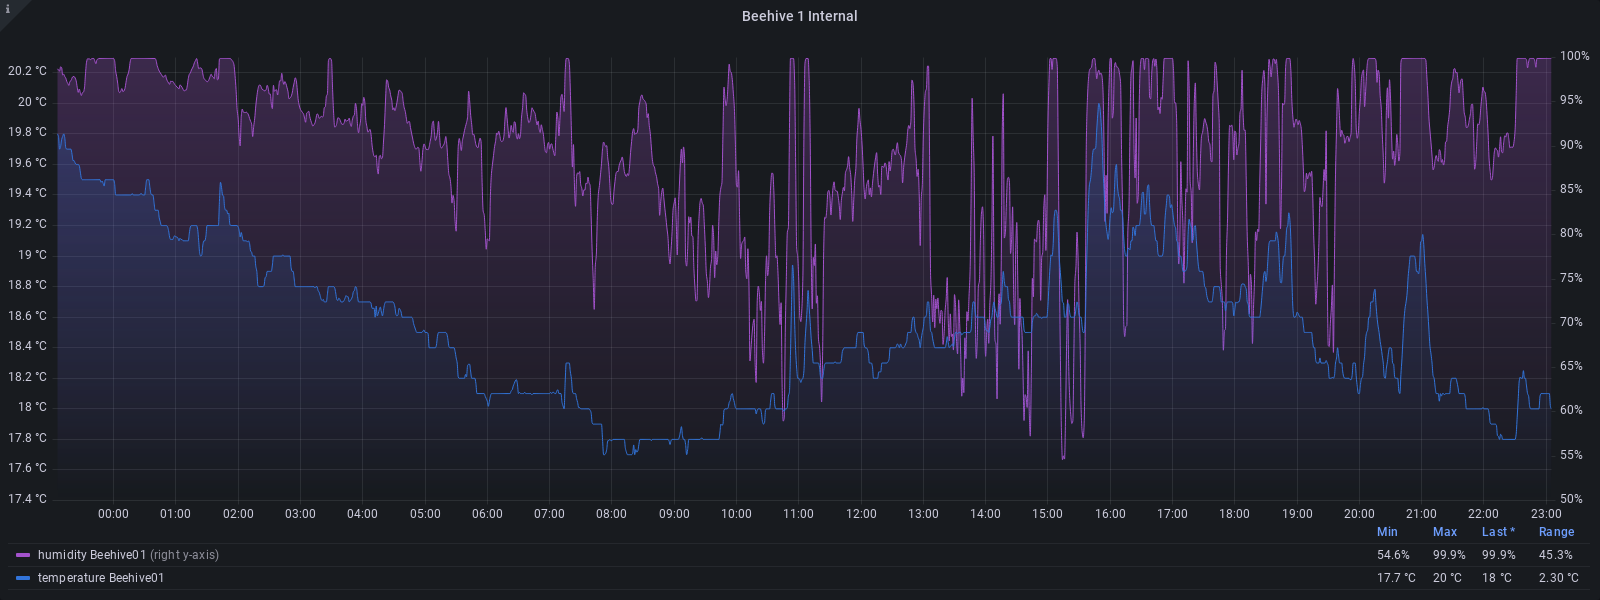 i
Beehive 1 Internal
20.2 °C
20 °C
19.8 °C
19.6 °C
19.4 °C
19.2 °C
19 °C
18.8 °C
18.6 °C
18.4 °C
18.2 °C
18 °C
17.8 °C
17.6 °C
17.4 °C
100%
95%
90%
85%
80%
75%
70%
65%
60%
55%
50%
00:00 01:00 02:00 03:00 04:00 05:00 06:00 07:00 08:00 09:00 10:00 11:00 12:00 13:00 14:00 15:00 16:00 17:00 18:00 19:00 20:00 21:00 22:00 23:00
Min Max Last * Range
humidity Beehive01 (right y-axis) 54.6% 99.9% 99.9% 45.3%
temperature Beehive01 17.7 °C 20 °C 18 °C 2.30 °C